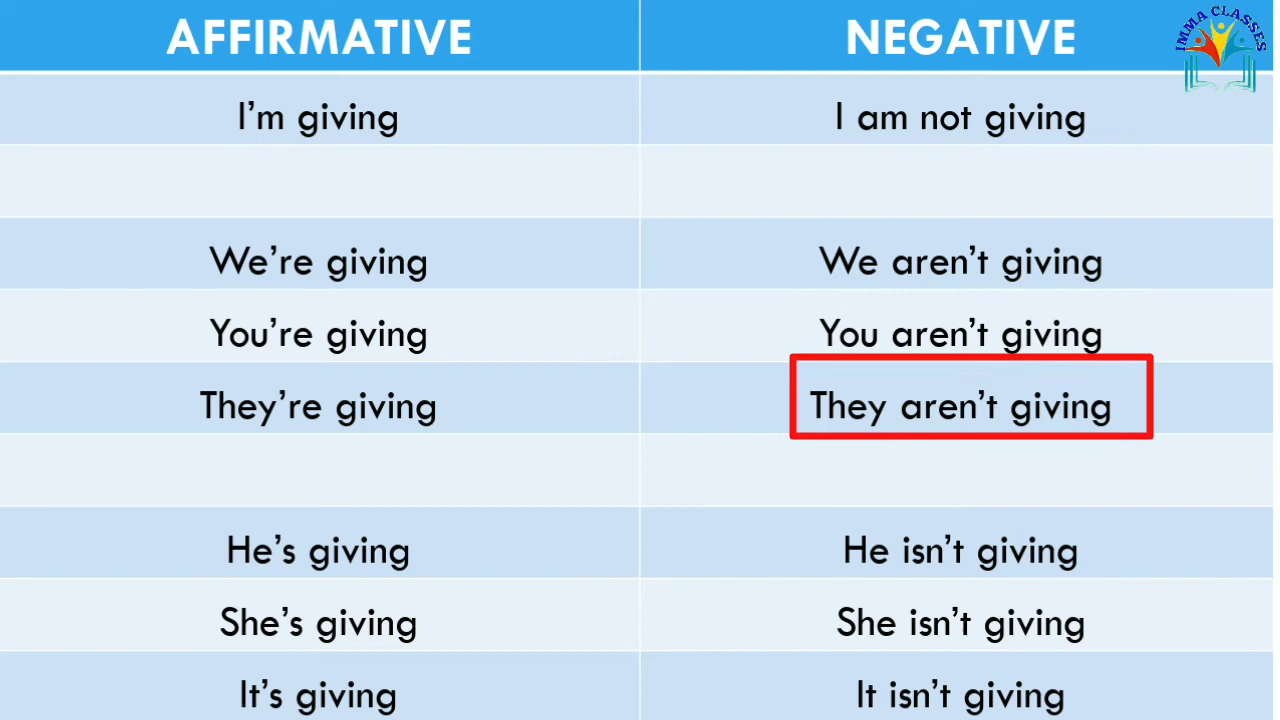 AFFIRMATIVE NEGATIVE
IMMA CLASSES
I’m giving I am not giving
We’re giving We aren’t giving
You’re giving You aren’t giving
They’re giving They aren’t giving
He’s giving He isn’t giving
She’s giving She isn’t giving
It’s giving It isn’t giving